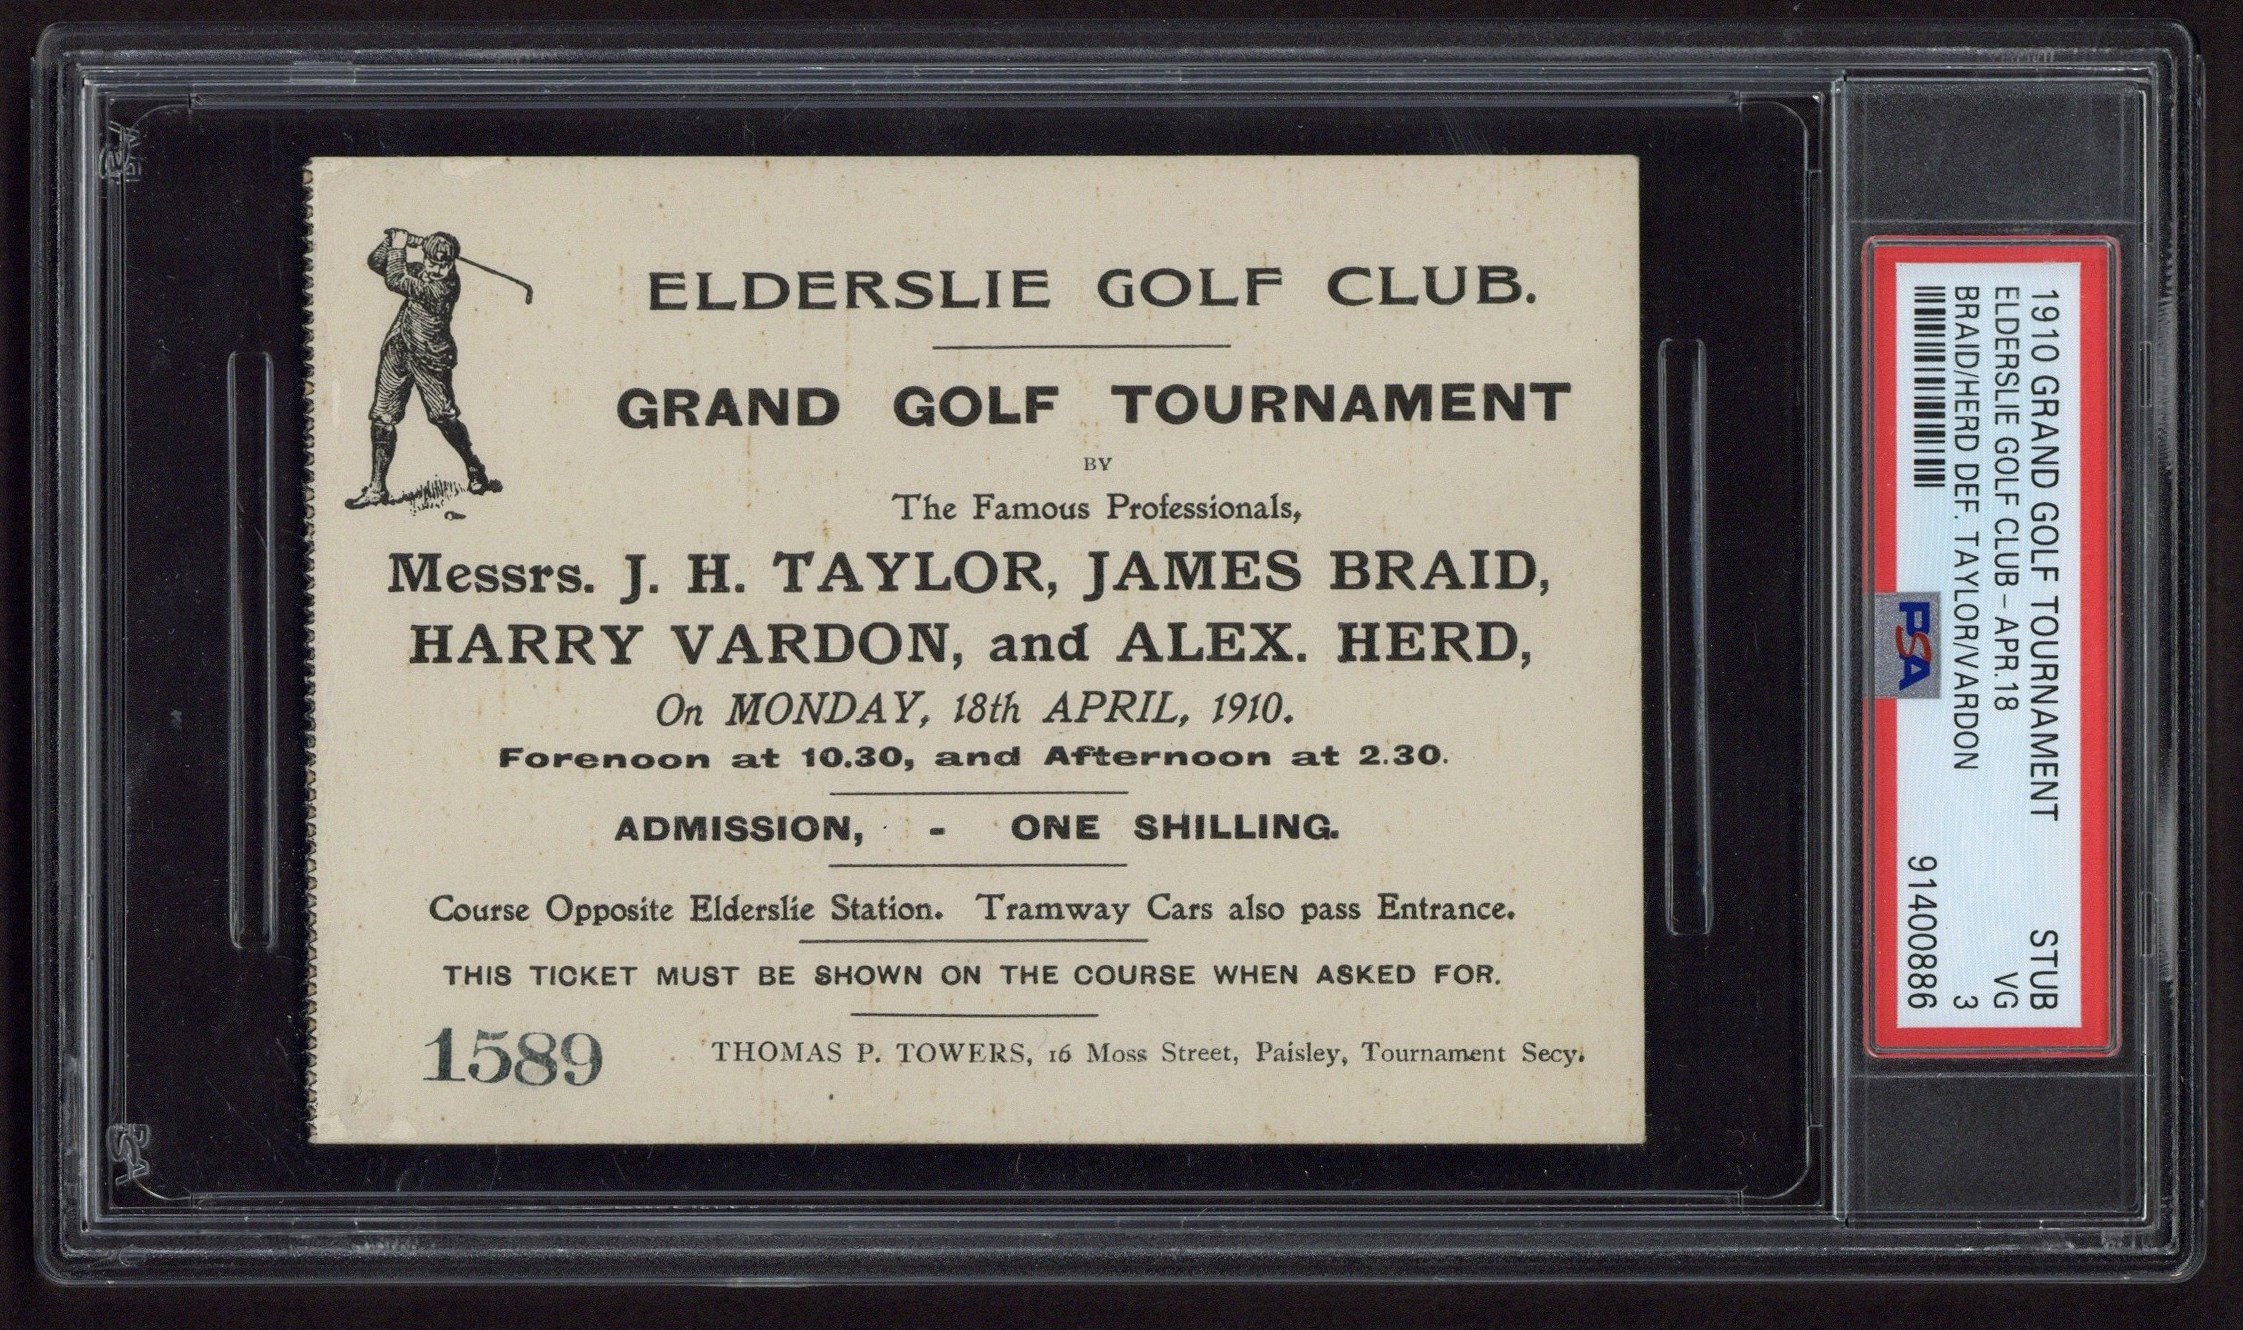 ELDERSLIE GOLF CLUB.
GRAND GOLF TOURNAMENT
BY
The Famous Professionals,
Messrs. J. H. TAYLOR, JAMES BRAID,
HARRY VARDON, and ALEX. HERD,
On MONDAY, 18th APRIL, 1910.
Forenoon at 10.30, and Afternoon at 2.30.
ADMISSION, - ONE SHILLING.
Course Opposite Elderslie Station. Tramway Cars also pass Entrance.
THIS TICKET MUST BE SHOWN ON THE COURSE WHEN ASKED FOR.
1589 THOMAS P. TOWERS, 16 Moss Street, Paisley, Tournament Secy.
1910 GRAND GOLF TOURNAMENT STUB
ELDERSLIE GOLF CLUB-APR.18 VG
BRAID/HERD DEF. TAYLOR/VARDON 3
91400886
PSA
PSA
PSA